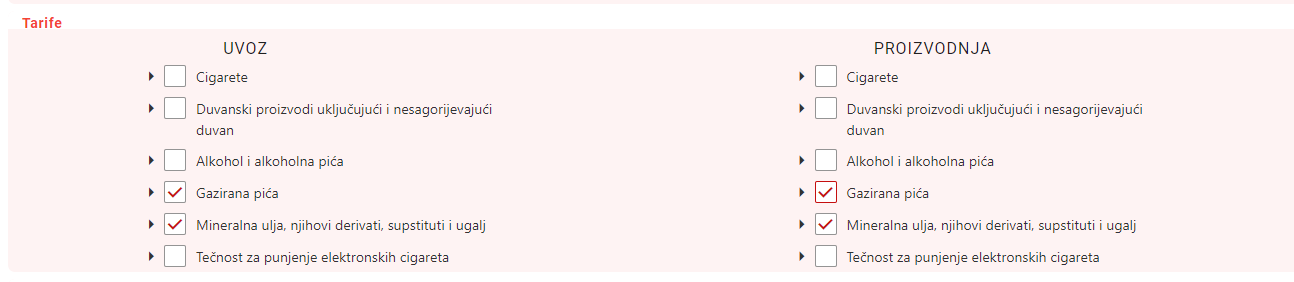 Tarife
UVOZ
Cigarete
Duvanski proizvodi uključujući i nesagorijevajući
duvan
Alkohol i alkoholna pića
Gazirana pića
Mineralna ulja, njihovi derivati, supstituti i ugalj
Tečnost za punjenje elektronskih cigareta
PROIZVODNJA
Cigarete
Duvanski proizvodi uključujući i nesagorijevajući
duvan
Alkohol i alkoholna pića
Gazirana pića
Mineralna ulja, njihovi derivati, supstituti i ugalj
Tečnost za punjenje elektronskih cigareta